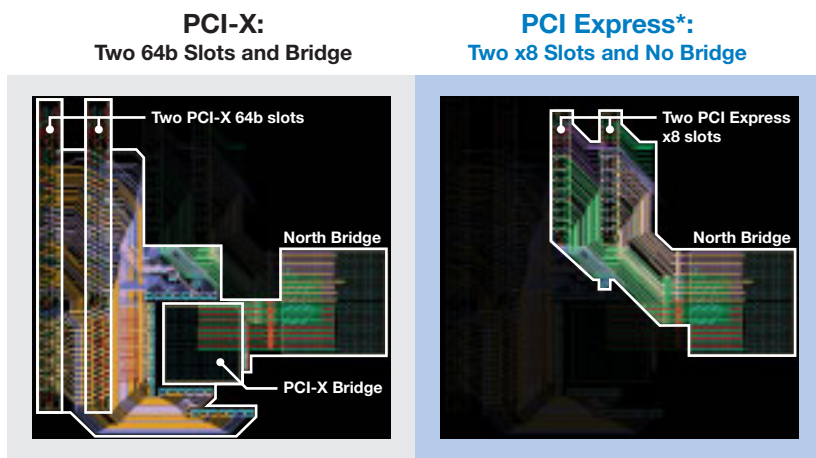 PCI-X:
Two 64b Slots and Bridge
Two PCI-X 64b slots
North Bridge
PCI-X Bridge
PCI Express*:
Two x8 Slots and No Bridge
Two PCI Express
x8 slots
North Bridge